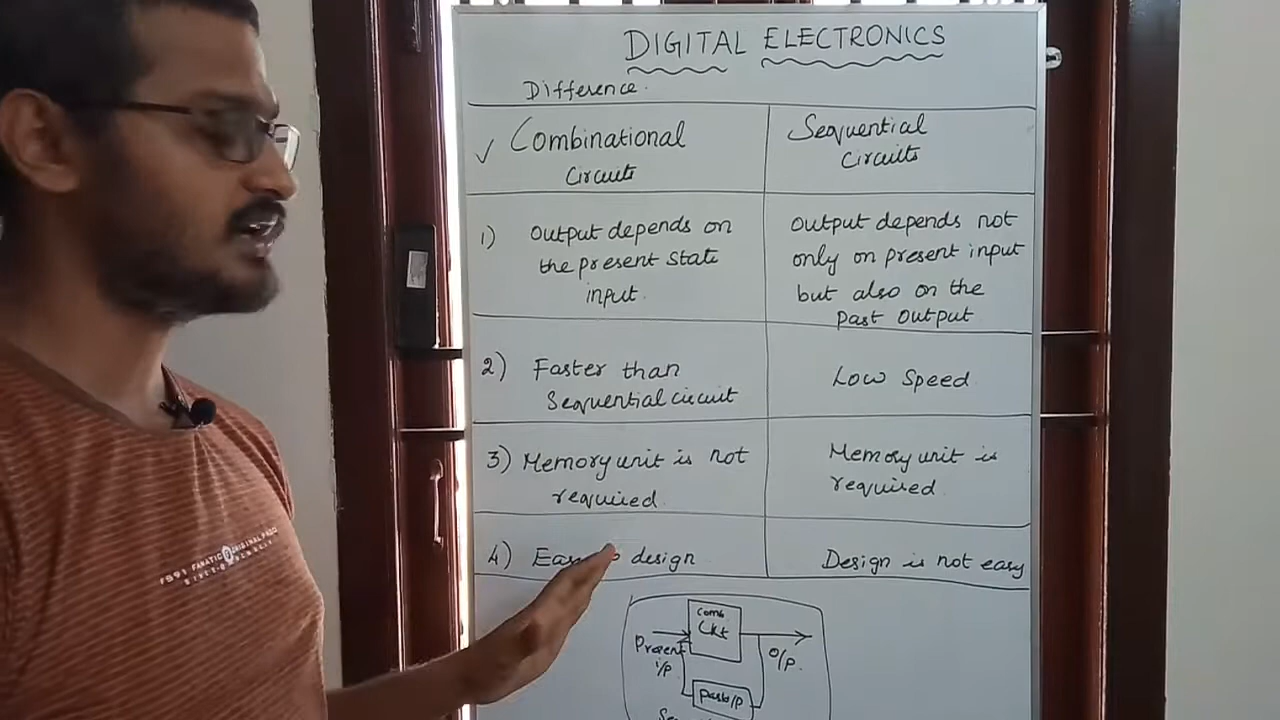 DIGITAL ELECTRONICS
Difference.
✓ Combinational
Circuits
Sequential
Circuits
1) Output depends on
the present state
input.
Output depends not
only on present input
but also on the
past output
2) Faster than
Sequential circuit
Low Speed
3) Memory unit is not
required.
Memory unit is
required
4) design
Design is not easy
Comb
Ckt
Present
i/p
O/p.
past o/p
ORIGINAL